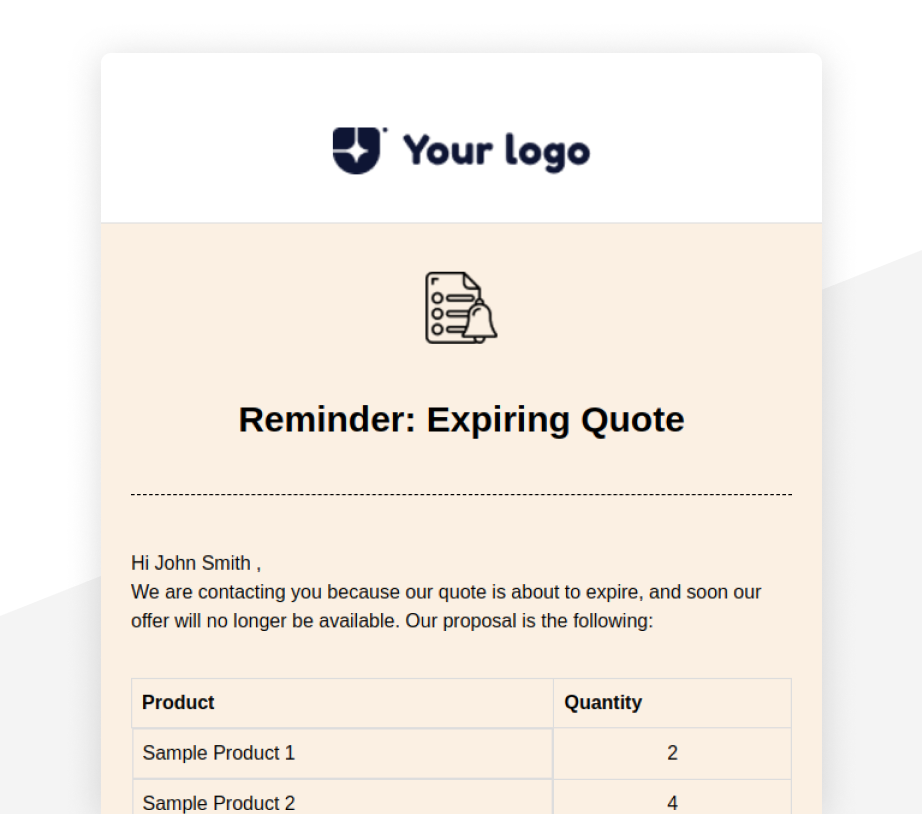 Your logo
Reminder: Expiring Quote
Hi John Smith ,
We are contacting you because our quote is about to expire, and soon our
offer will no longer be available. Our proposal is the following:
Product Quantity
Sample Product 1 2
Sample Product 2 4